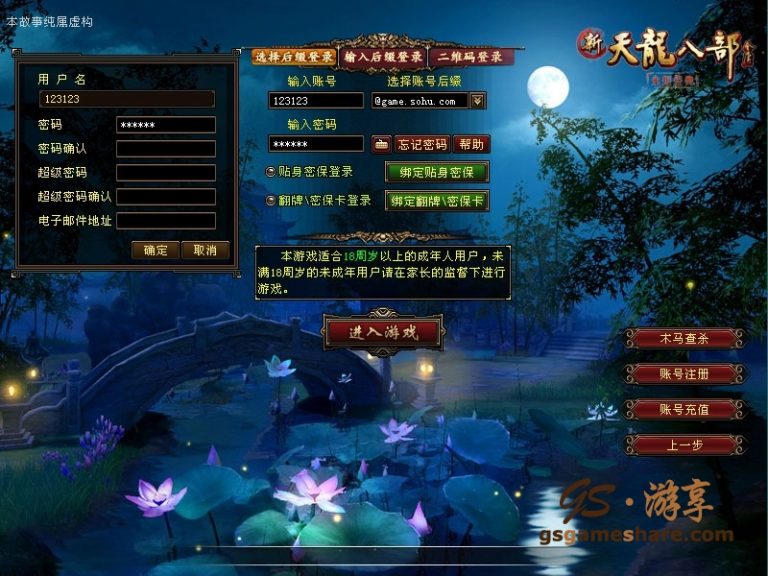 本故事纯属虚构
用户名
123123
密码
******
密码确认
超级密码
超级密码确认
电子邮件地址
确定
取消
选择后缀登录
输入后缀登录
二维码登录
输入账号
选择账号后缀
123123
@game.sohu.com
输入密码
******
忘记密码
帮助
贴身密保登录
绑定贴身密保
翻牌\密保卡登录
绑定翻牌\密保卡
本游戏适合18周岁以上的成年人用户，未
满18周岁的未成年用户请在家长的监督下进行
游戏。
进入游戏
新天龍八部
木马查杀
账号注册
账号充值
上一步
GS·游享
gsgameshare.com